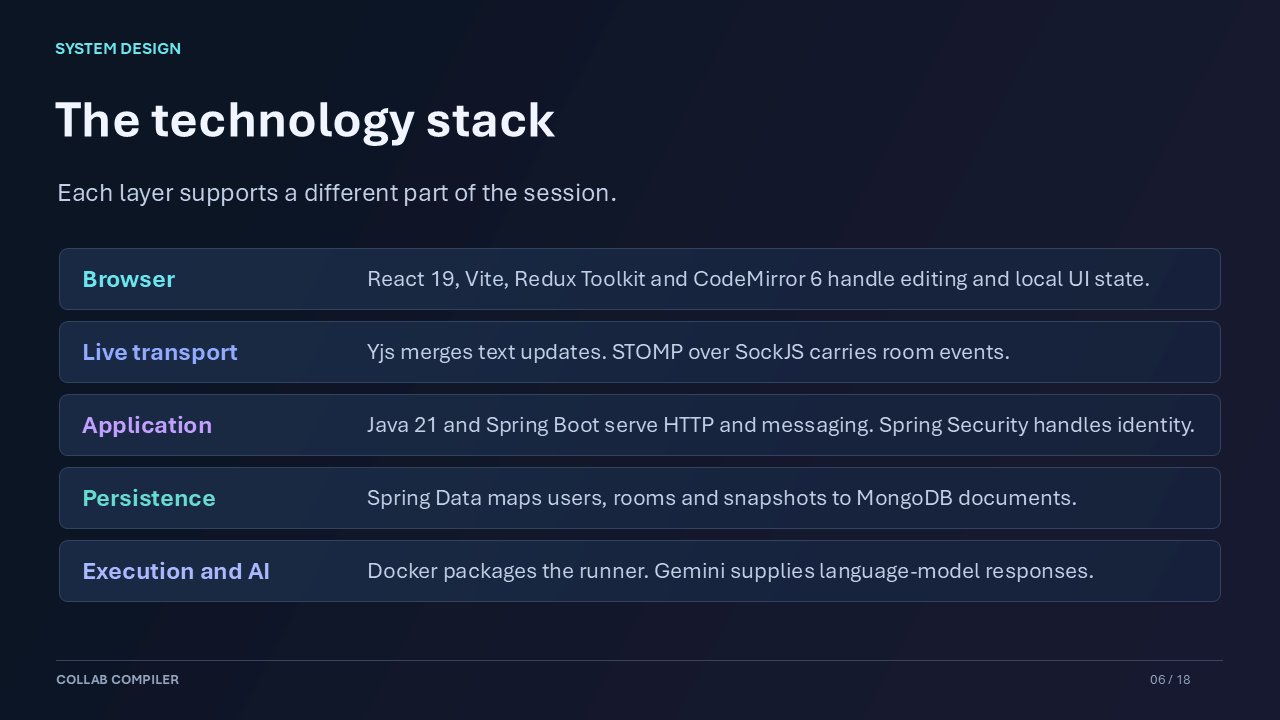 SYSTEM DESIGN
The technology stack
Each layer supports a different part of the session.
Browser React 19, Vite, Redux Toolkit and CodeMirror 6 handle editing and local UI state.
Live transport Yjs merges text updates. STOMP over SockJS carries room events.
Application Java 21 and Spring Boot serve HTTP and messaging. Spring Security handles identity.
Persistence Spring Data maps users, rooms and snapshots to MongoDB documents.
Execution and AI Docker packages the runner. Gemini supplies language-model responses.
COLLAB COMPILER 06 / 18